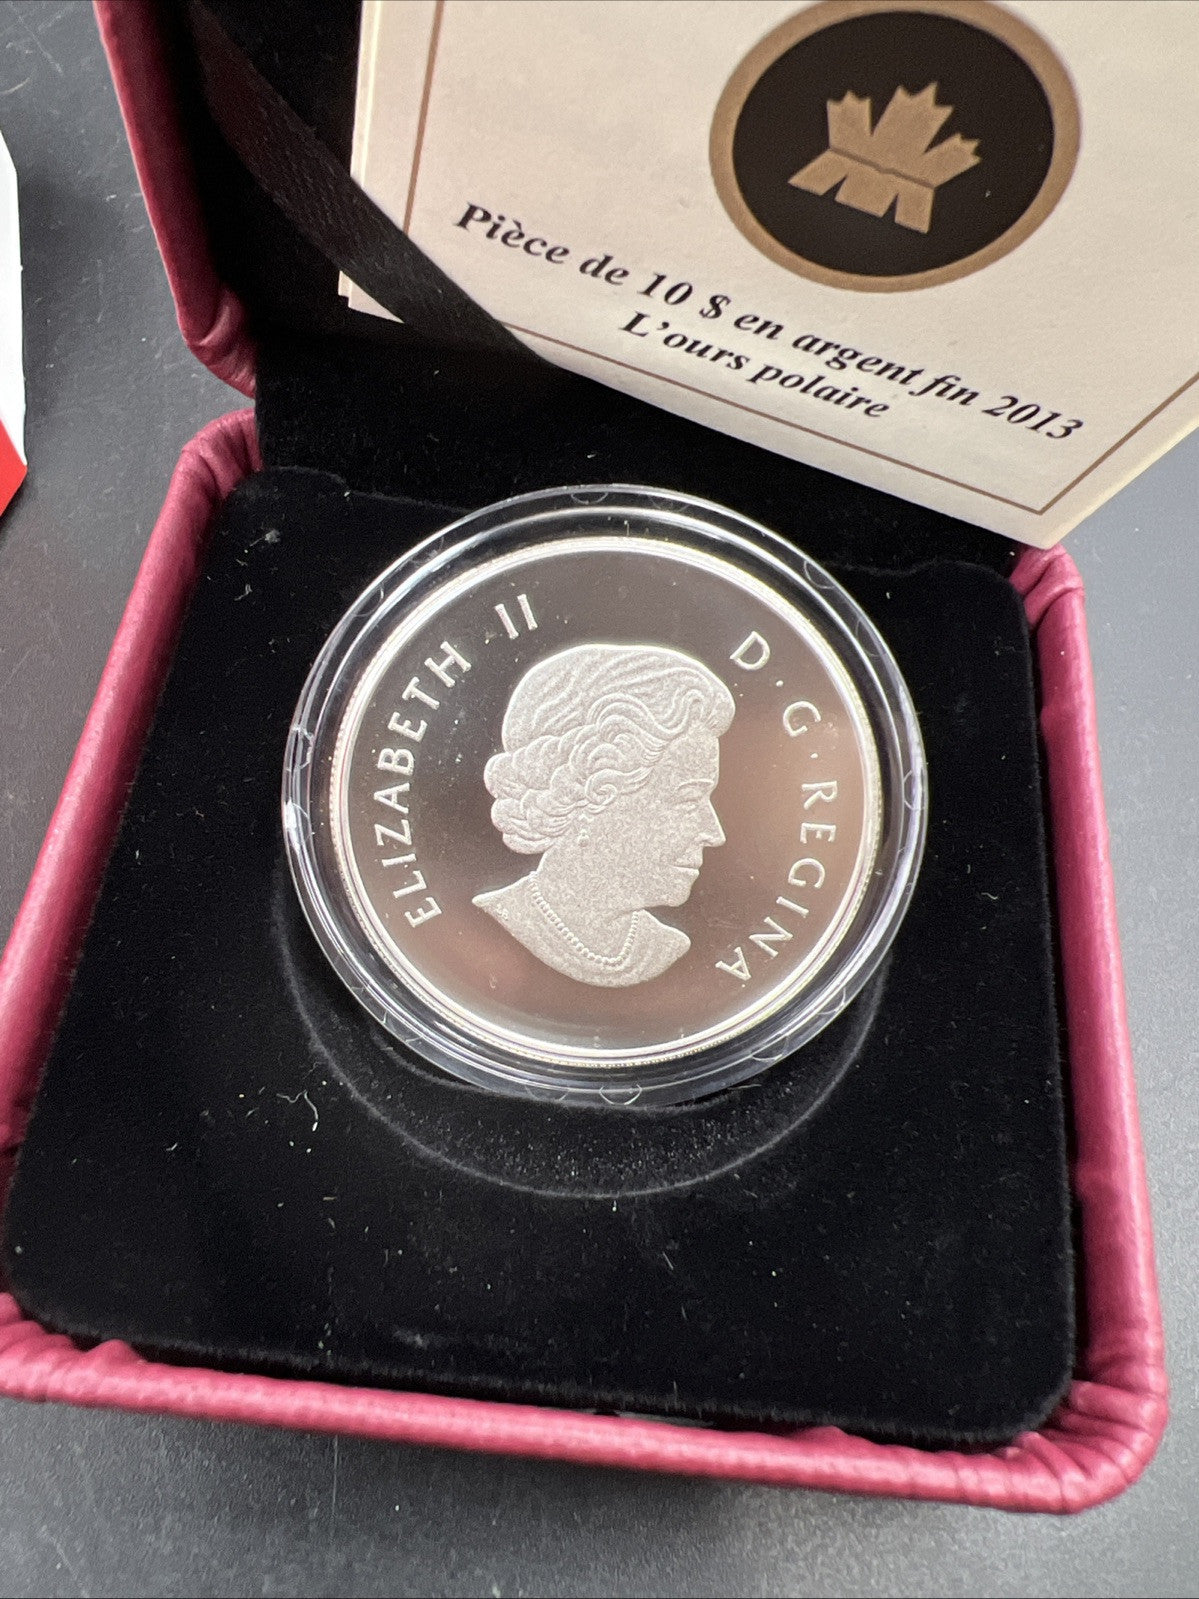 Pièce de 10 $ en argent fin 2013
L'ours polaire
ELIZABETH II
D·G·REGINA